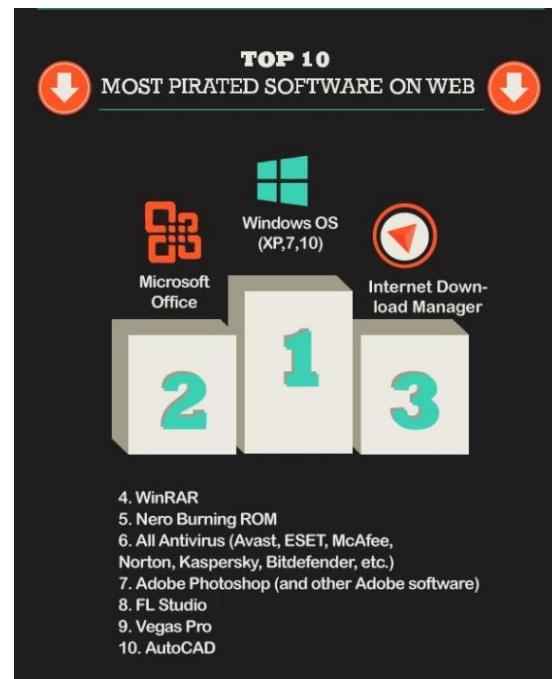 TOP 10
MOST PIRATED SOFTWARE ON WEB
Windows OS
(XP,7,10)
Microsoft
Office
Internet Down-
load Manager
2
1
3
4. WinRAR
5. Nero Burning ROM
6. All Antivirus (Avast, ESET, McAfee,
Norton, Kaspersky, Bitdefender, etc.)
7. Adobe Photoshop (and other Adobe software)
8. FL Studio
9. Vegas Pro
10. AutoCAD